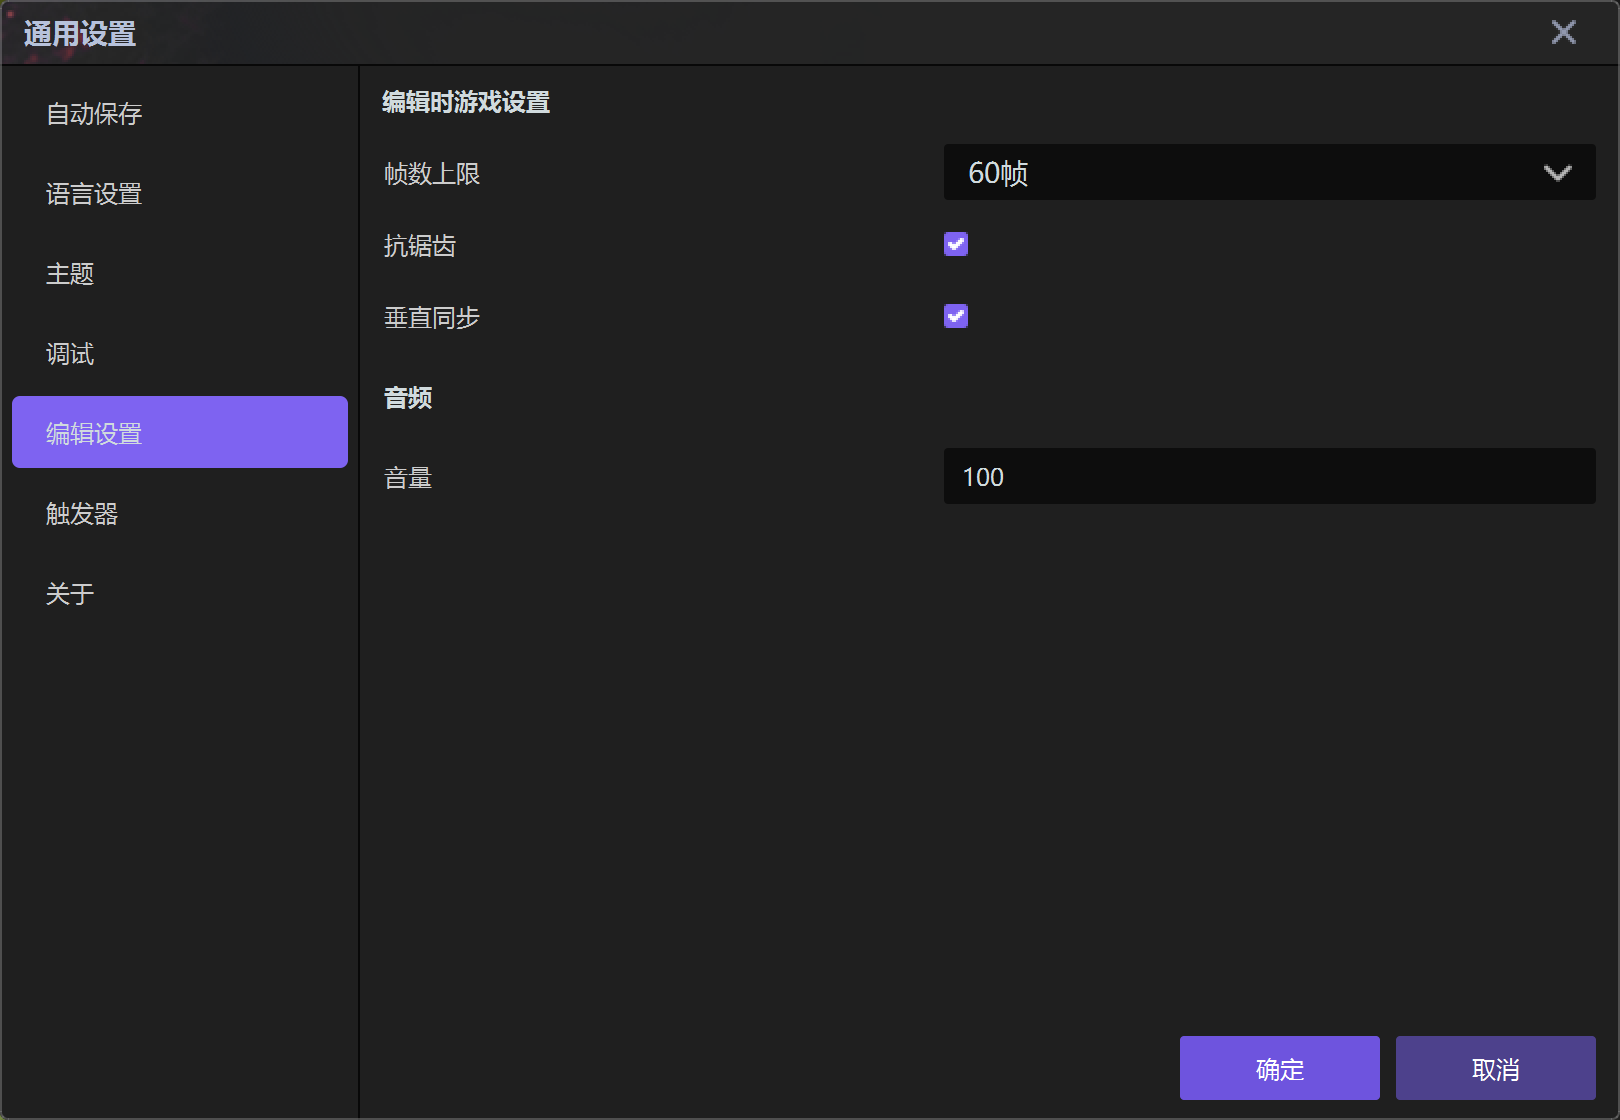 通用设置
自动保存
语言设置
主题
调试
编辑设置
触发器
关于
编辑时游戏设置
帧数上限
60帧
抗锯齿
垂直同步
音频
音量
100
确定
取消